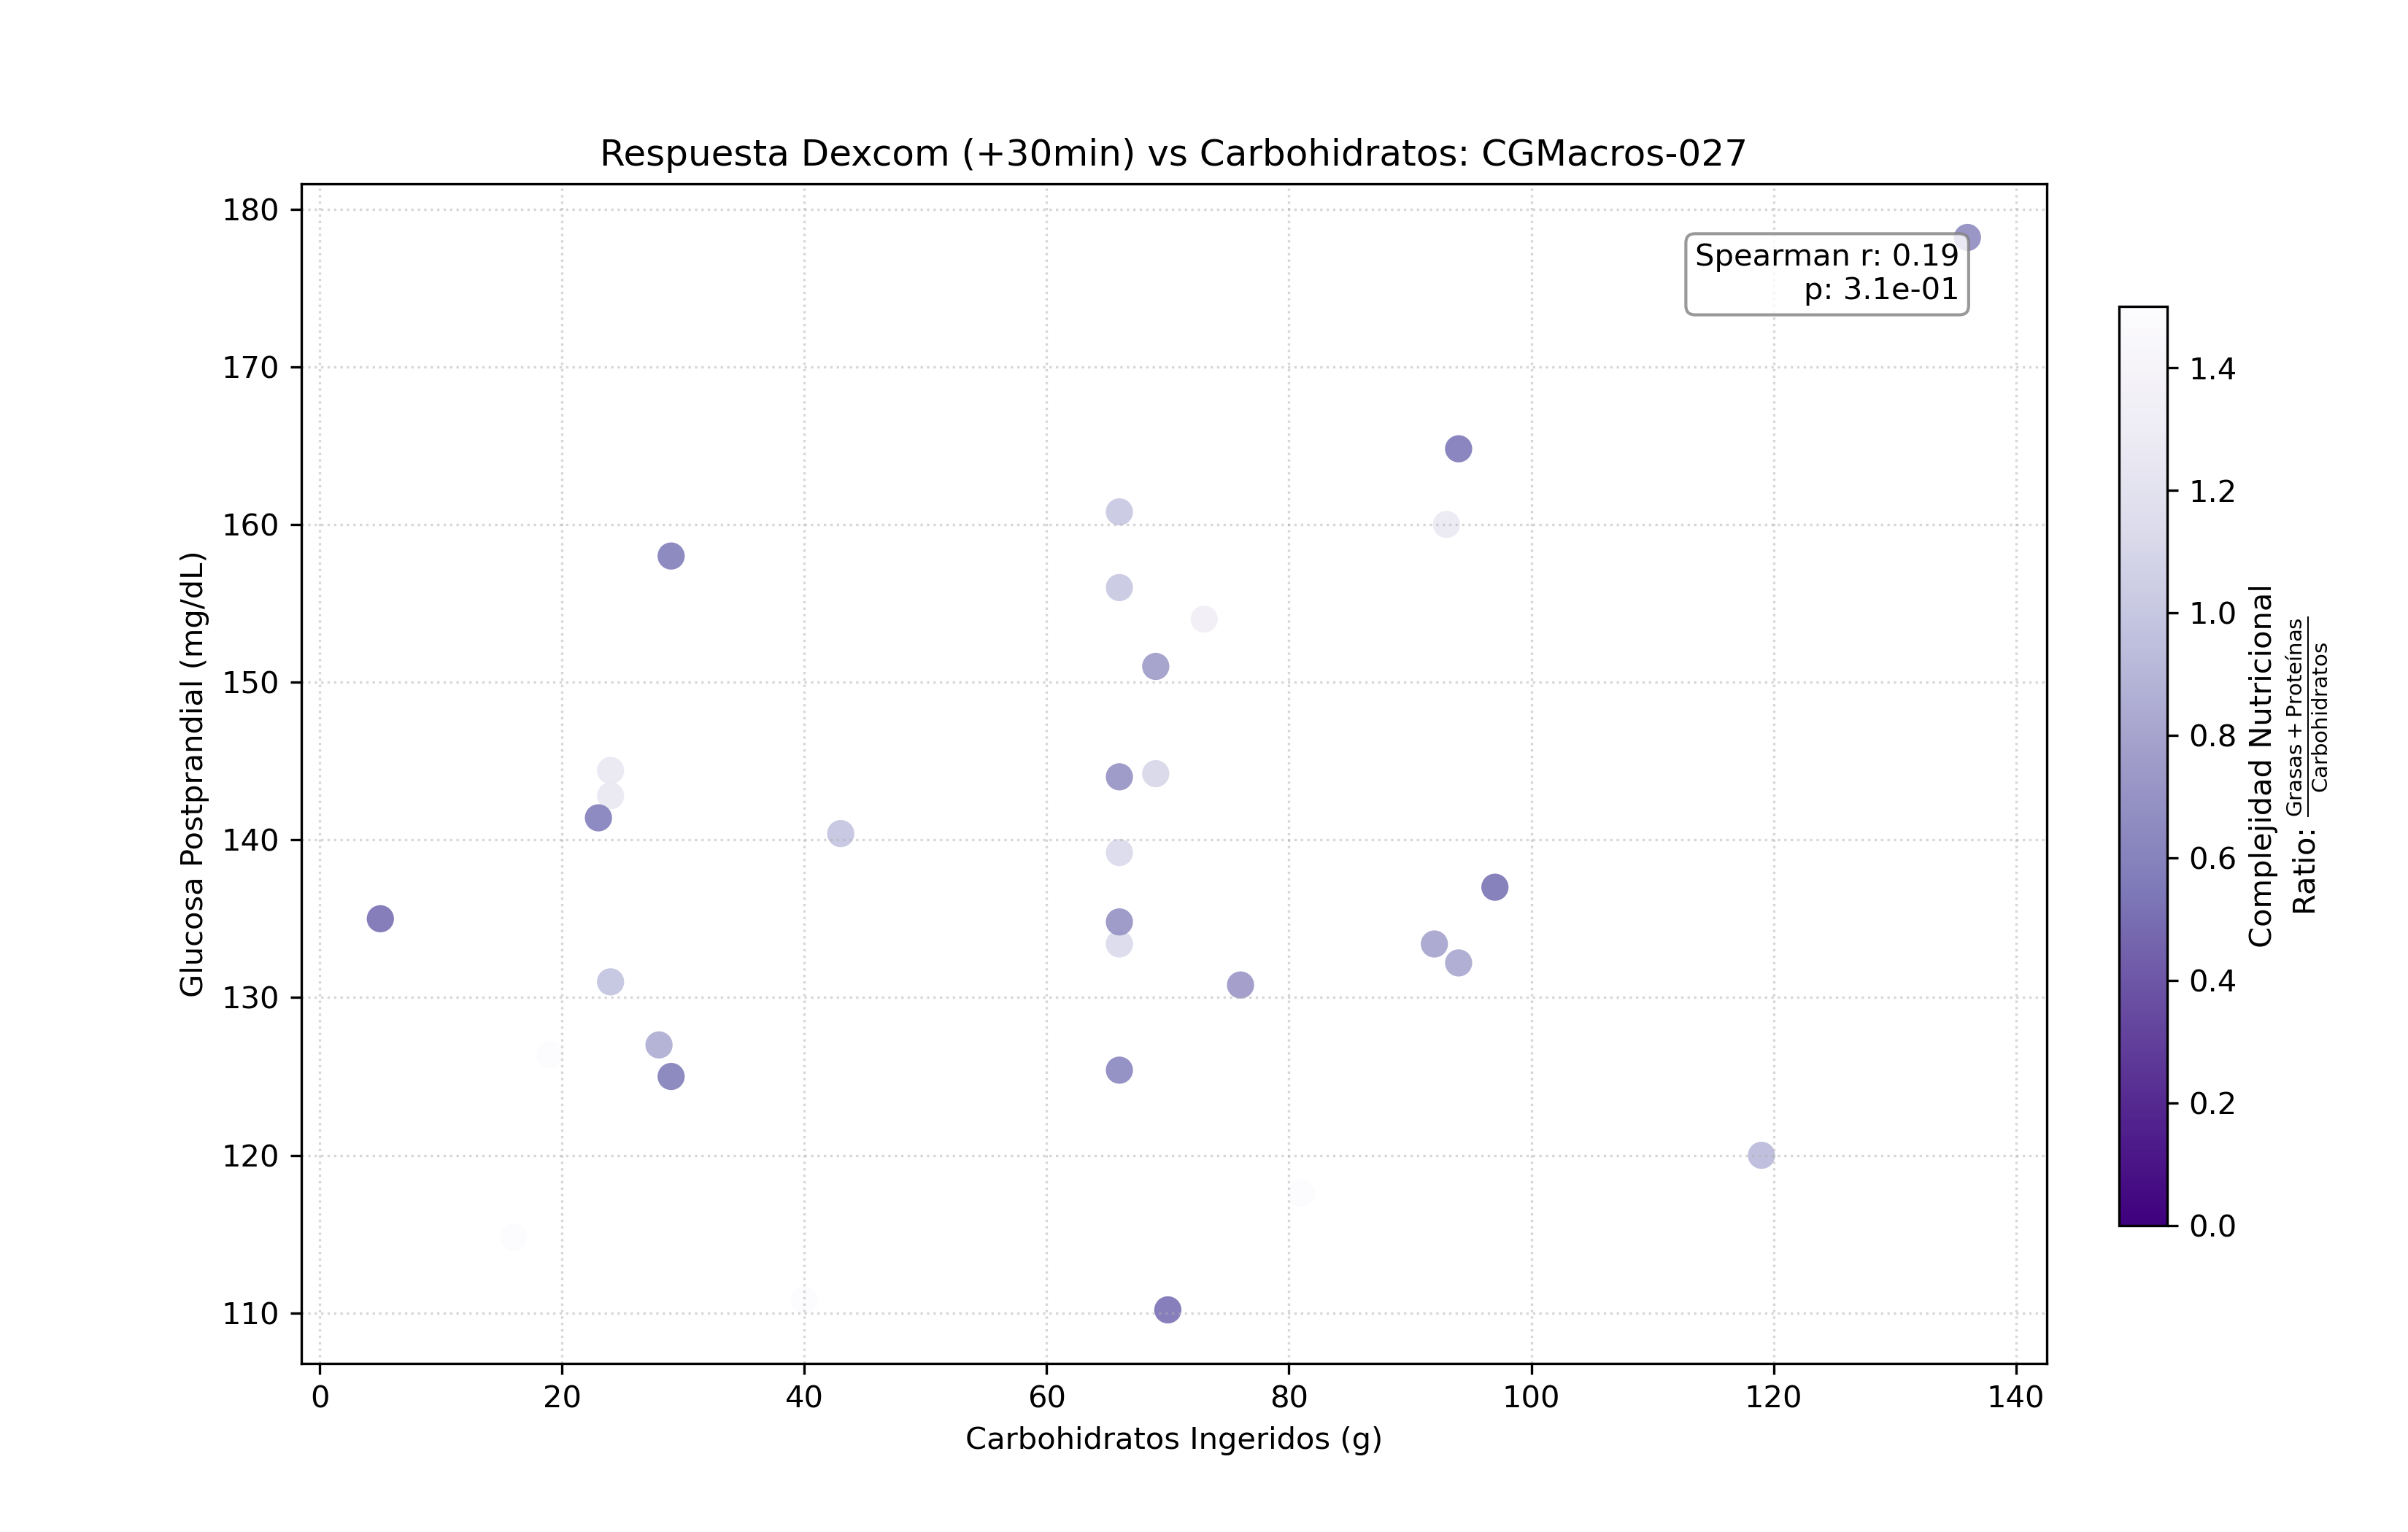 Respuesta Dexcom (+30min) vs Carbohidratos: CGMacros-027
Spearman r: 0.19
p: 3.1e-01
Glucosa Postprandial (mg/dL)
180
170
160
150
140
130
120
110
0 20 40 60 80 100 120 140
Carbohidratos Ingeridos (g)
1.4
1.2
1.0
0.8
0.6
0.4
0.2
0.0
Complejidad Nutricional
Ratio: Grasas + Proteínas
Carbohidratos